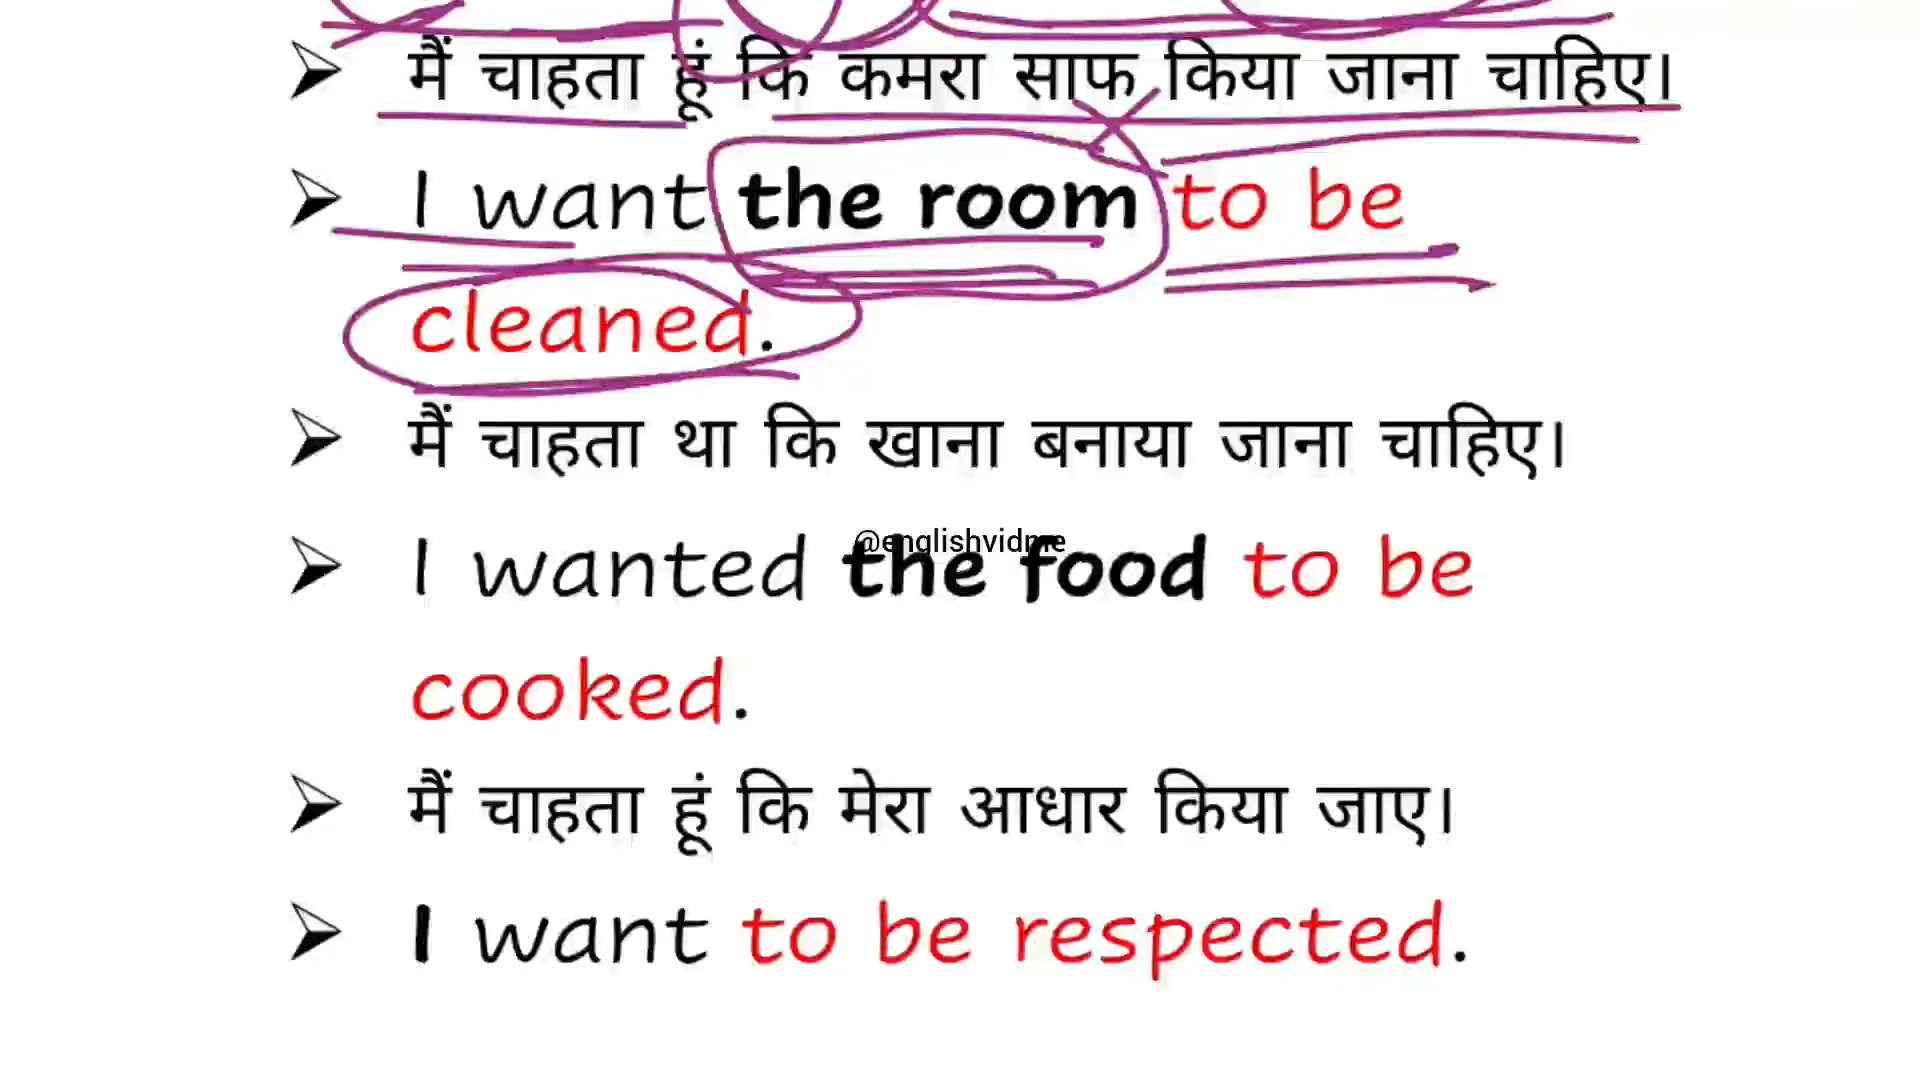 मैं चाहता हूं कि कमरा साफ किया जाना चाहिए।
I want the room to be
cleaned.
मैं चाहता था कि खाना बनाया जाना चाहिए।
@englishvidme
I wanted the food to be
cooked.
मैं चाहता हूं कि मेरा आधार किया जाए।
I want to be respected.